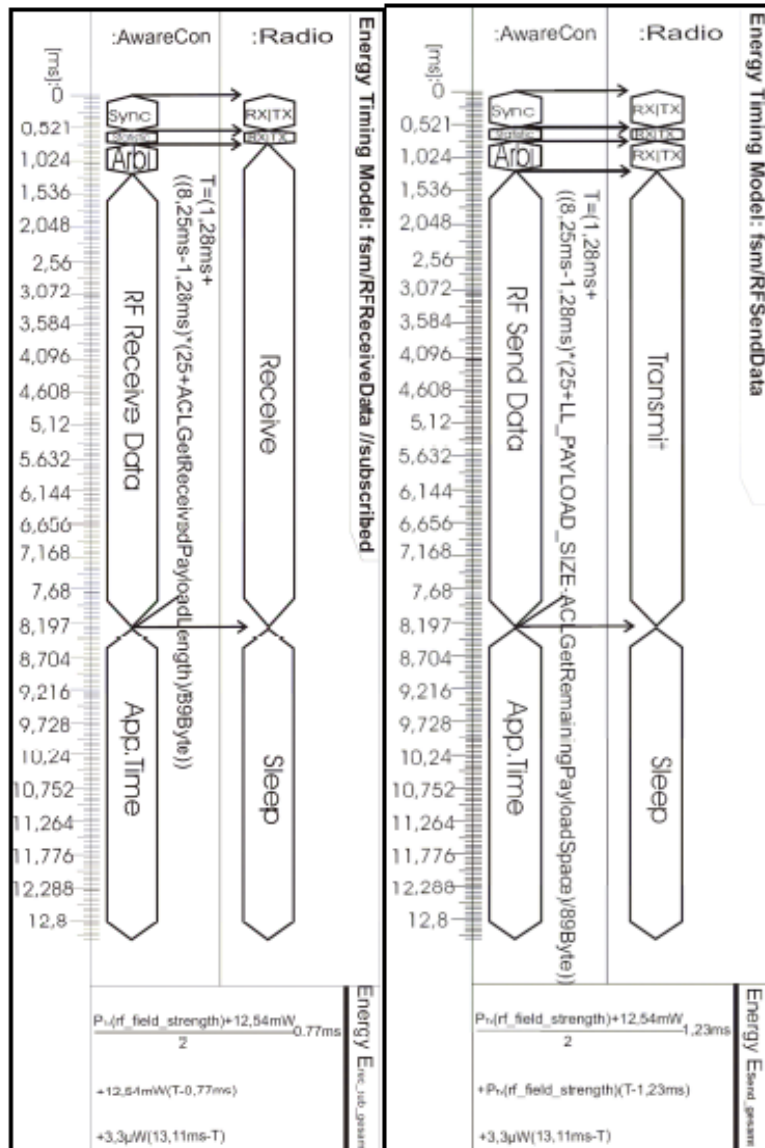 Energy Timing Model: fsm/RFReceiveData //subscribed
:AwareCon
:Radio
[ms]:0
0,521
1,024
1,536
2,048
2,56
3,072
3,584
4,096
4,608
5,12
5,632
6,144
6,656
7,168
7,68
8,197
8,704
9,216
9,728
10,24
10,752
11,264
11,776
12,288
12,8
Sync
Arbi
RF Receive Data
App.Time
RX|TX
RX|TX
Receive
Sleep
T=(1,28ms+
((8,25ms-1,28ms)*(25+ACLGetReceivedPayloadLength)/89Byte))
Energy Erec_sub_gesamt
PTx(rf_field_strength)+12,54mW
2
0.77ms
+12,54mW(T-0,77ms)
+3,3µW(13,11ms-T)
Energy Timing Model: fsm/RFSendData
:AwareCon
:Radio
[ms]:0
0,521
1,024
1,536
2,048
2,56
3,072
3,584
4,096
4,608
5,12
5,632
6,144
6,656
7,168
7,68
8,197
8,704
9,216
9,728
10,24
10,752
11,264
11,776
12,288
12,8
Sync
Arbi
RF Send Data
App.Time
RX|TX
RX|TX
RX|TX
Transmit
Sleep
T=(1,28ms+
((8,25ms-1,28ms)*(25+LL_PAYLOAD_SIZE-ACLGetRemainingPayloadSpace)/89Byte))
Energy Esend_gesamt
PTx(rf_field_strength)+12,54mW
2
1,23ms
+PTx(rf_field_strength)(T-1,23ms)
+3,3µW(13,11ms-T)